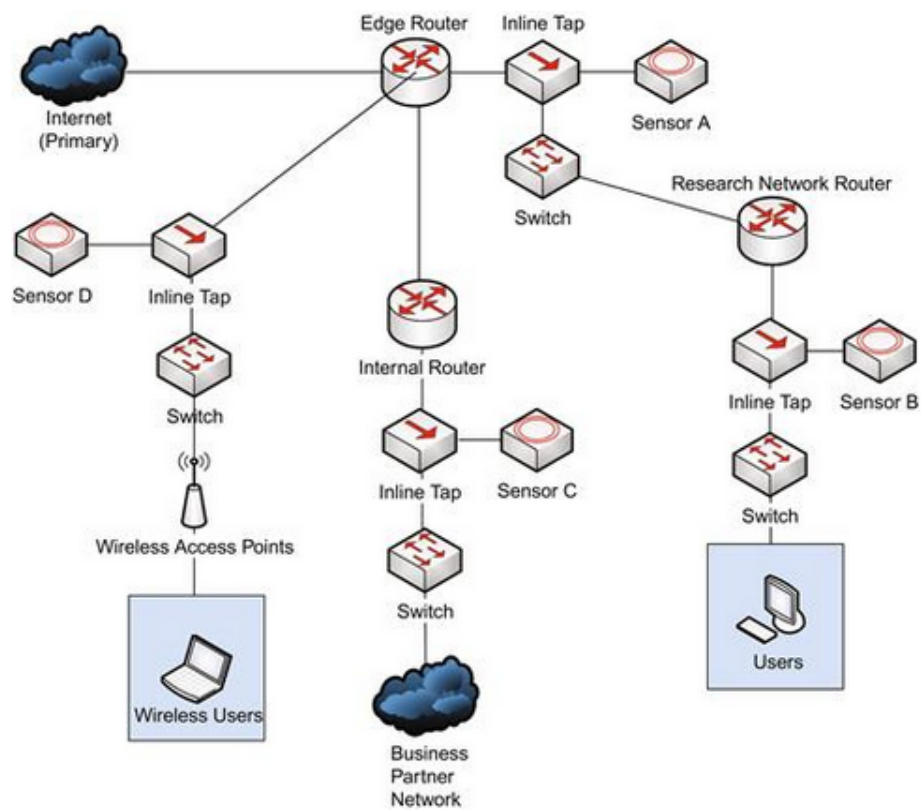 Edge Router
Inline Tap
Internet
(Primary)
Sensor A
Switch
Research Network Router
Sensor D
Inline Tap
Internal Router
Switch
Inline Tap
Sensor B
Inline Tap
Sensor C
Switch
Wireless Access Points
Switch
Users
Wireless Users
Business
Partner
Network